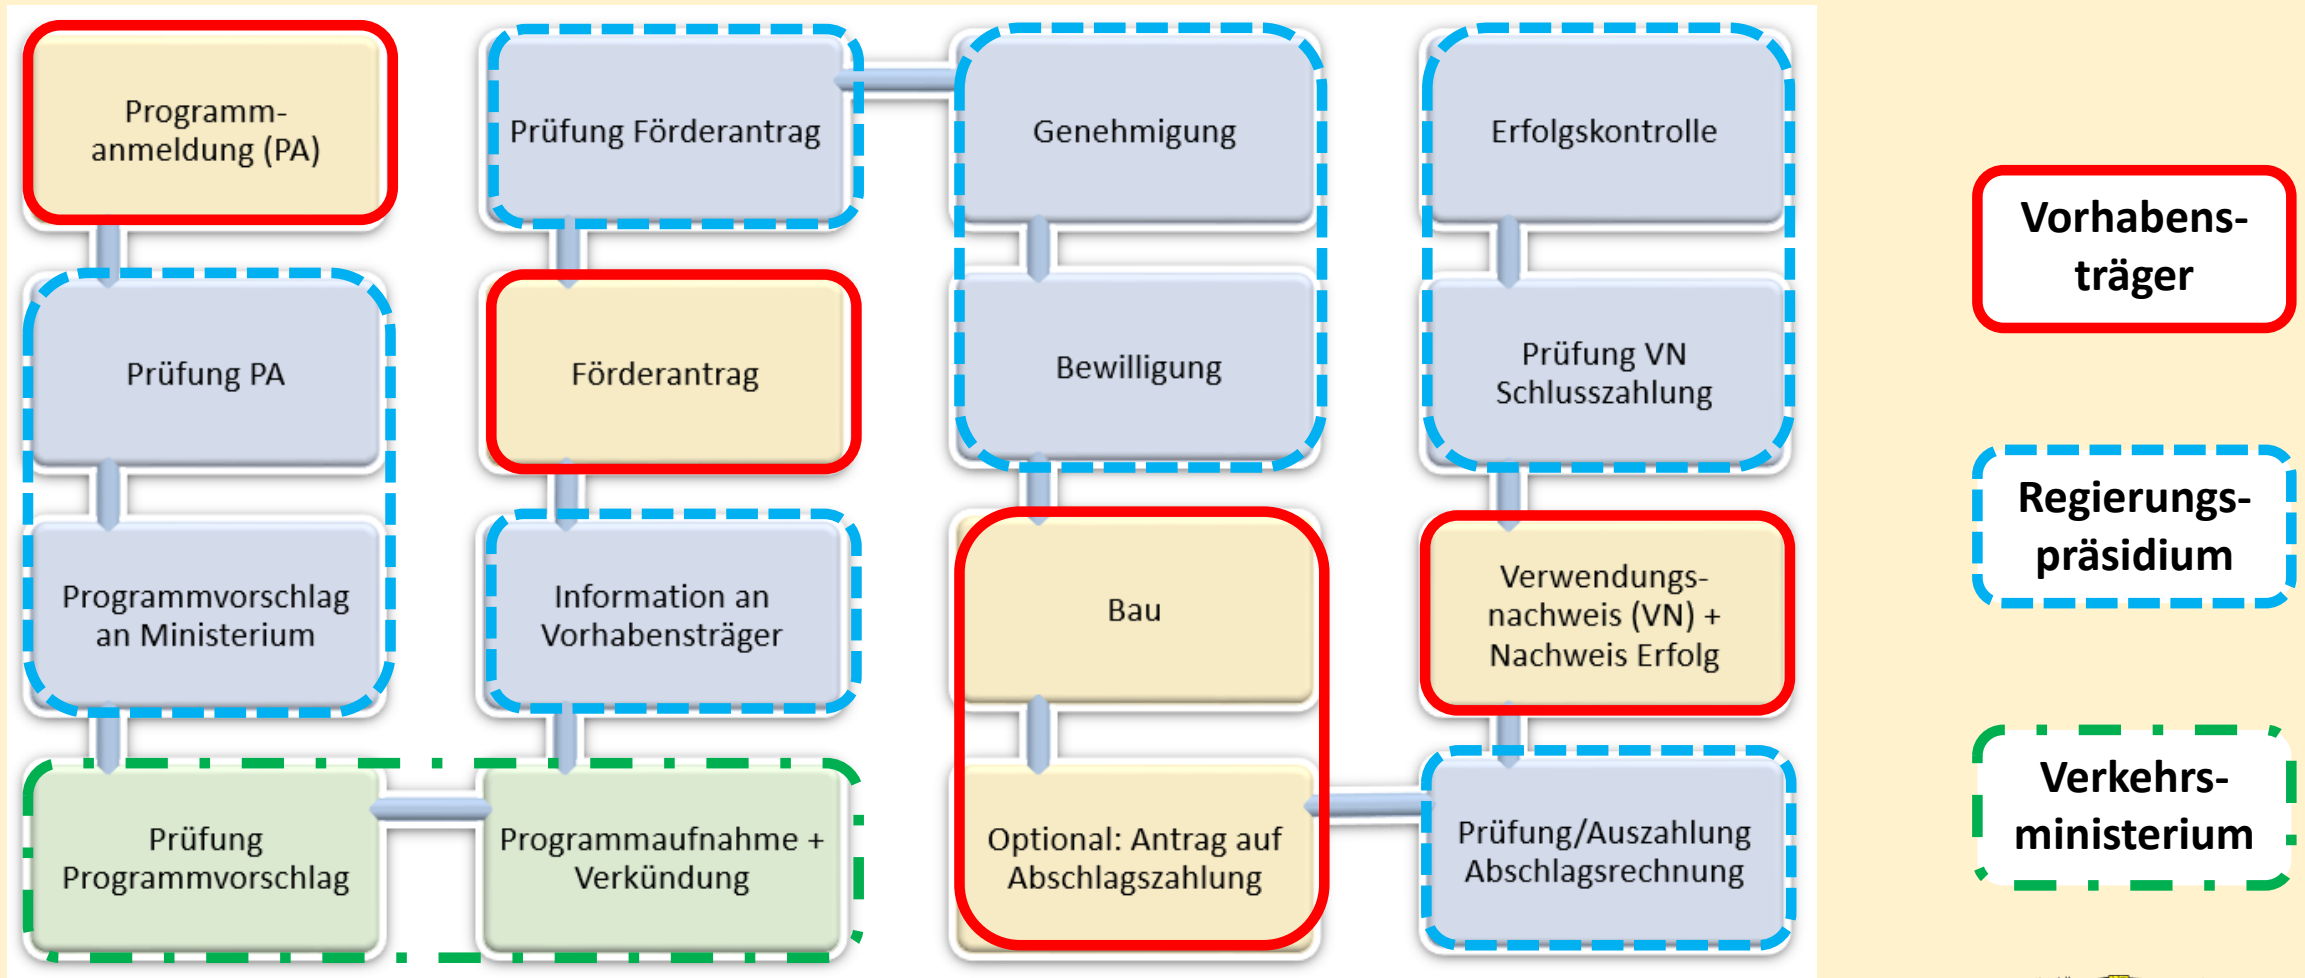 Programm-
anmeldung (PA)
Prüfung PA
Programmvorschlag
an Ministerium
Prüfung
Programmvorschlag
Programmaufnahme +
Verkündung
Information an
Vorhabensträger
Förderantrag
Prüfung Förderantrag
Genehmigung
Bewilligung
Bau
Optional: Antrag auf
Abschlagszahlung
Prüfung/Auszahlung
Abschlagsrechnung
Verwendungs-
nachweis (VN) +
Nachweis Erfolg
Prüfung VN
Schlusszahlung
Erfolgskontrolle
Vorhabens-
träger
Regierungs-
präsidium
Verkehrs-
ministerium